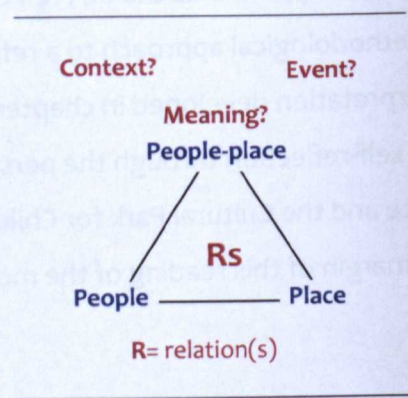 Context? Event?
Meaning?
People-place
Rs
People Place
R= relation(s)